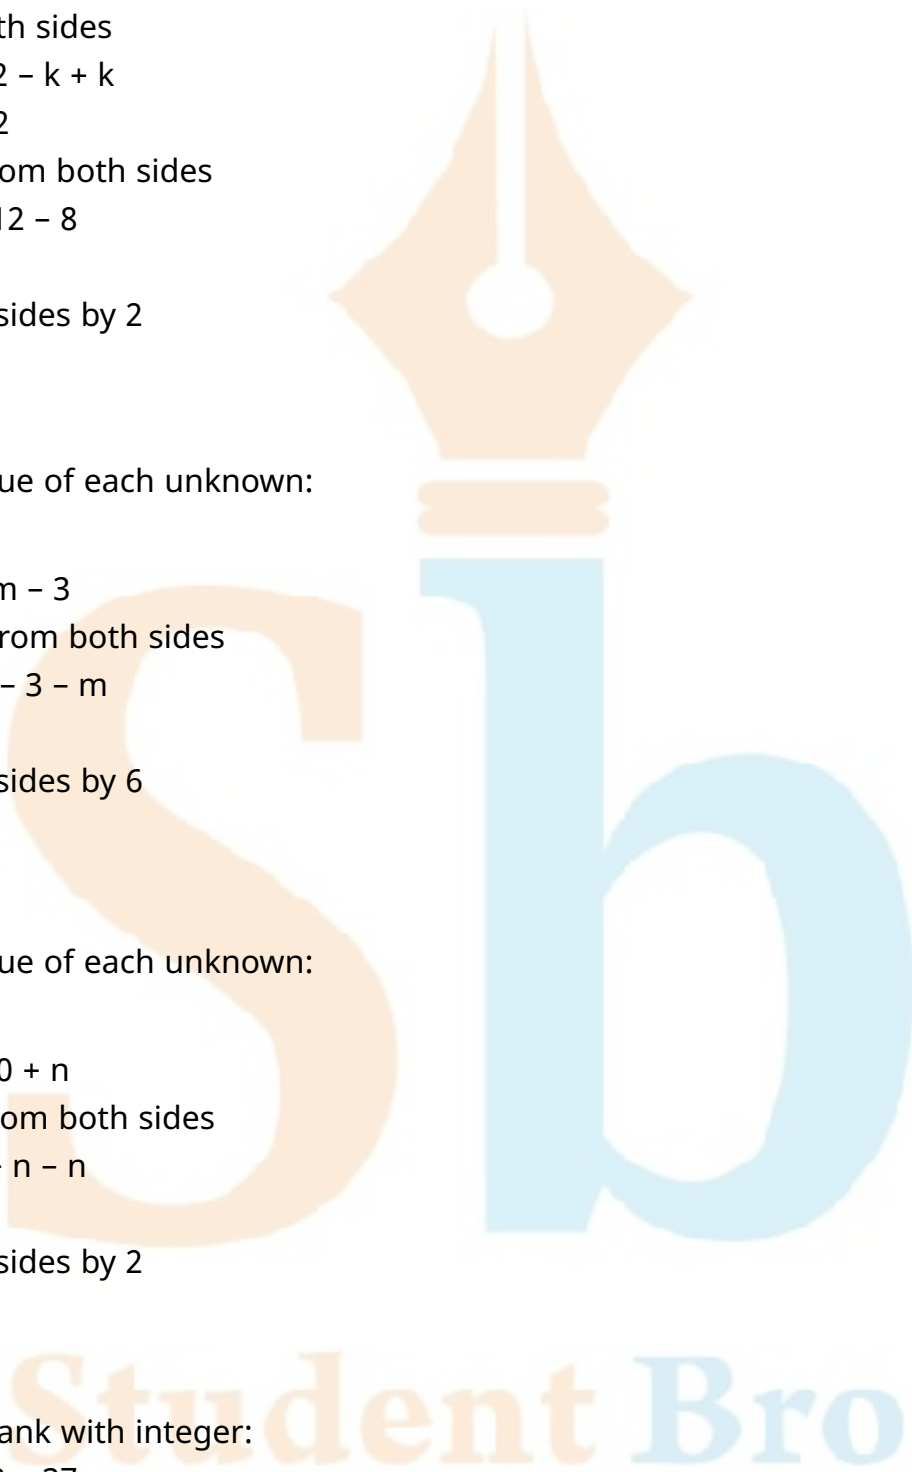 th sides
2 – k + k
2
om both sides
12 – 8
sides by 2
ue of each unknown:
m – 3
rom both sides
– 3 – m
sides by 6
ue of each unknown:
0 + n
om both sides
n – n
sides by 2
Student Bro
ank with integer: